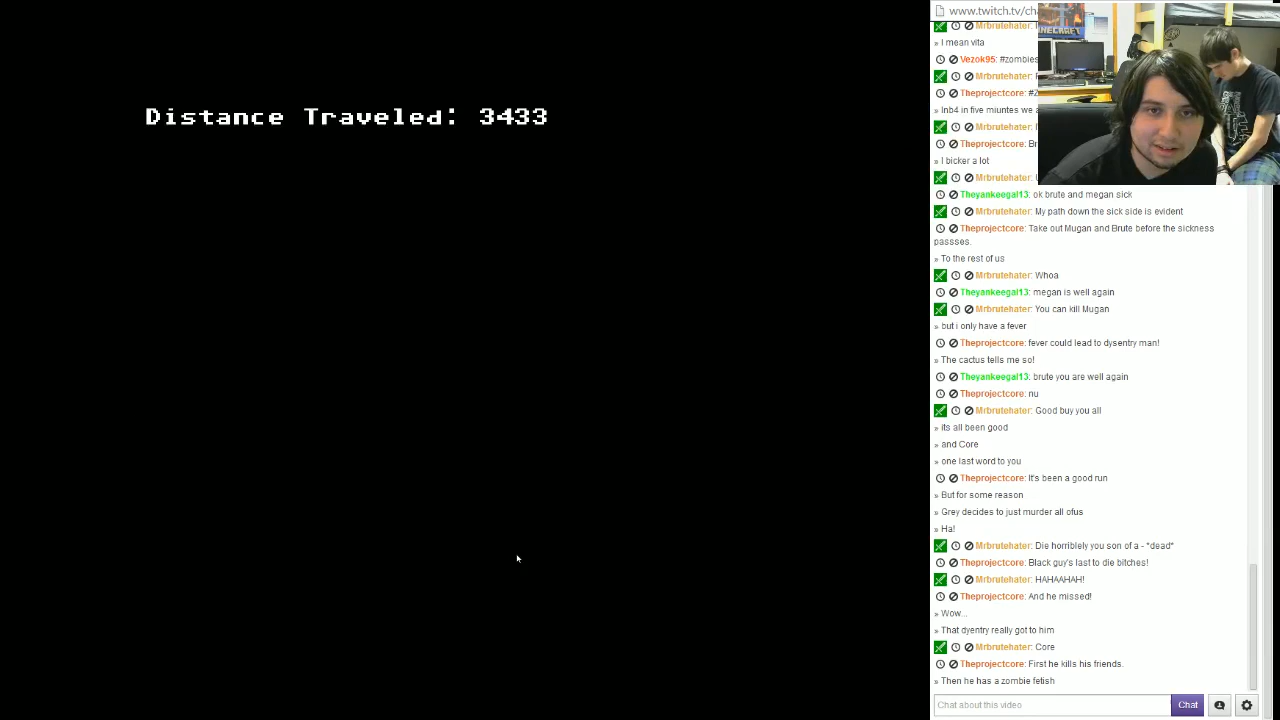 www.twitch.tv/ch
MINECRAFT
Distance Traveled: 3433
Mrbrutehater:
» I mean vita
Vezok95: #zombies
Mrbrutehater:
Theprojectcore:
» Inb4 in five miuntes we
Mrbrutehater:
Theprojectcore:
» I bicker a lot
Mrbrutehater:
Theyankeegal13: ok brute and megan sick
Mrbrutehater: My path down the sick side is evident
Theprojectcore: Take out Mugan and Brute before the sickness
passses.
» To the rest of us
Mrbrutehater: Whoa
Theyankeegal13: megan is well again
Mrbrutehater: You can kill Mugan
» but i only have a fever
Theprojectcore: fever could lead to dysentry man!
» The cactus tells me so!
Theyankeegal13: brute you are well again
Theprojectcore: nu
Mrbrutehater: Good buy you all
» its all been good
» and Core
» one last word to you
Theprojectcore: It's been a good run
» But for some reason
» Grey decides to just murder all ofus
» Ha!
Mrbrutehater: Die horriblely you son of a - *dead*
Theprojectcore: Black guy's last to die bitches!
Mrbrutehater: HAHAAHAH!
Theprojectcore: And he missed!
» Wow...
» That dyentry really got to him
Mrbrutehater: Core
Theprojectcore: First he kills his friends.
» Then he has a zombie fetish
Chat about this video
Chat